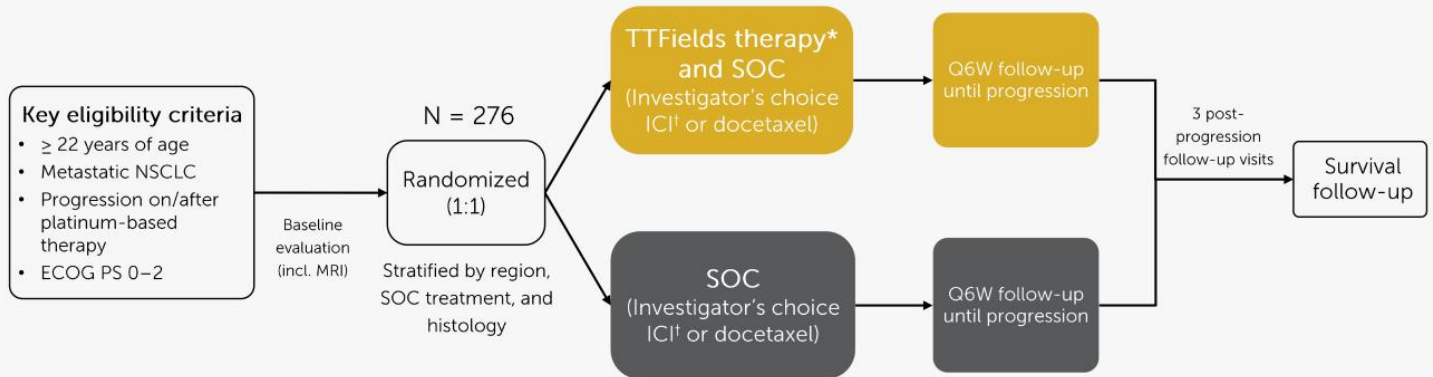 Key eligibility criteria
• ≥ 22 years of age
• Metastatic NSCLC
• Progression on/after
platinum-based
therapy
• ECOG PS 0–2
Baseline
evaluation
(incl. MRI)
N = 276
Randomized
(1:1)
Stratified by region,
SOC treatment, and
histology
TTFields therapy*
and SOC
(Investigator's choice
ICI† or docetaxel)
Q6W follow-up
until progression
SOC
(Investigator's choice
ICI† or docetaxel)
Q6W follow-up
until progression
3 post-
progression
follow-up visits
Survival
follow-up